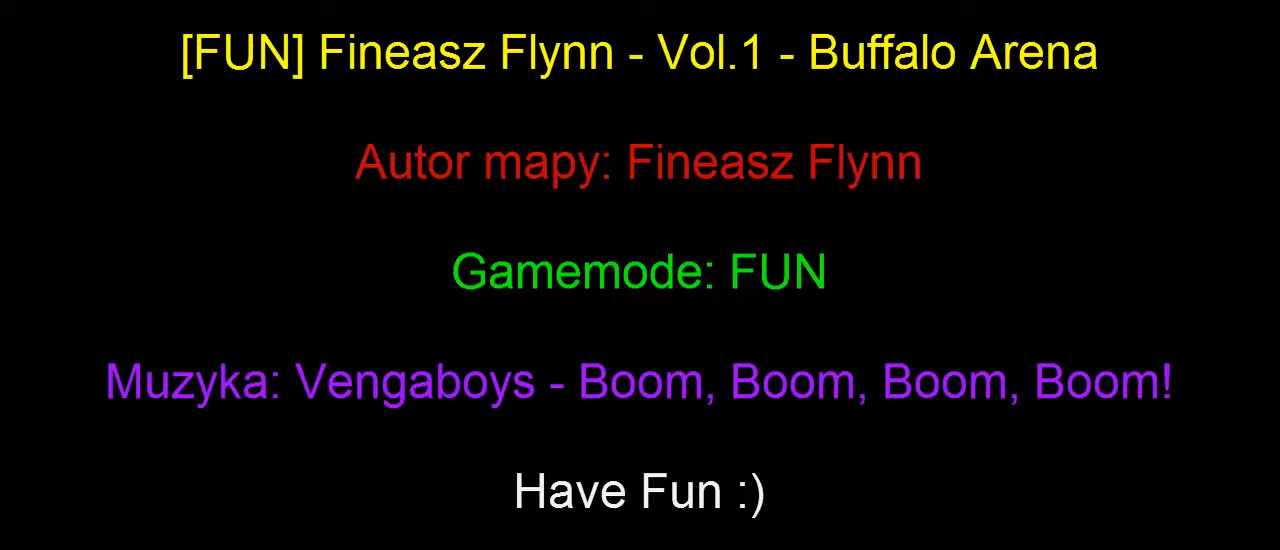 [FUN] Fineasz Flynn - Vol.1 - Buffalo Arena
Autor mapy: Fineasz Flynn
Gamemode: FUN
Muzyka: Vengaboys - Boom, Boom, Boom, Boom!
Have Fun :)